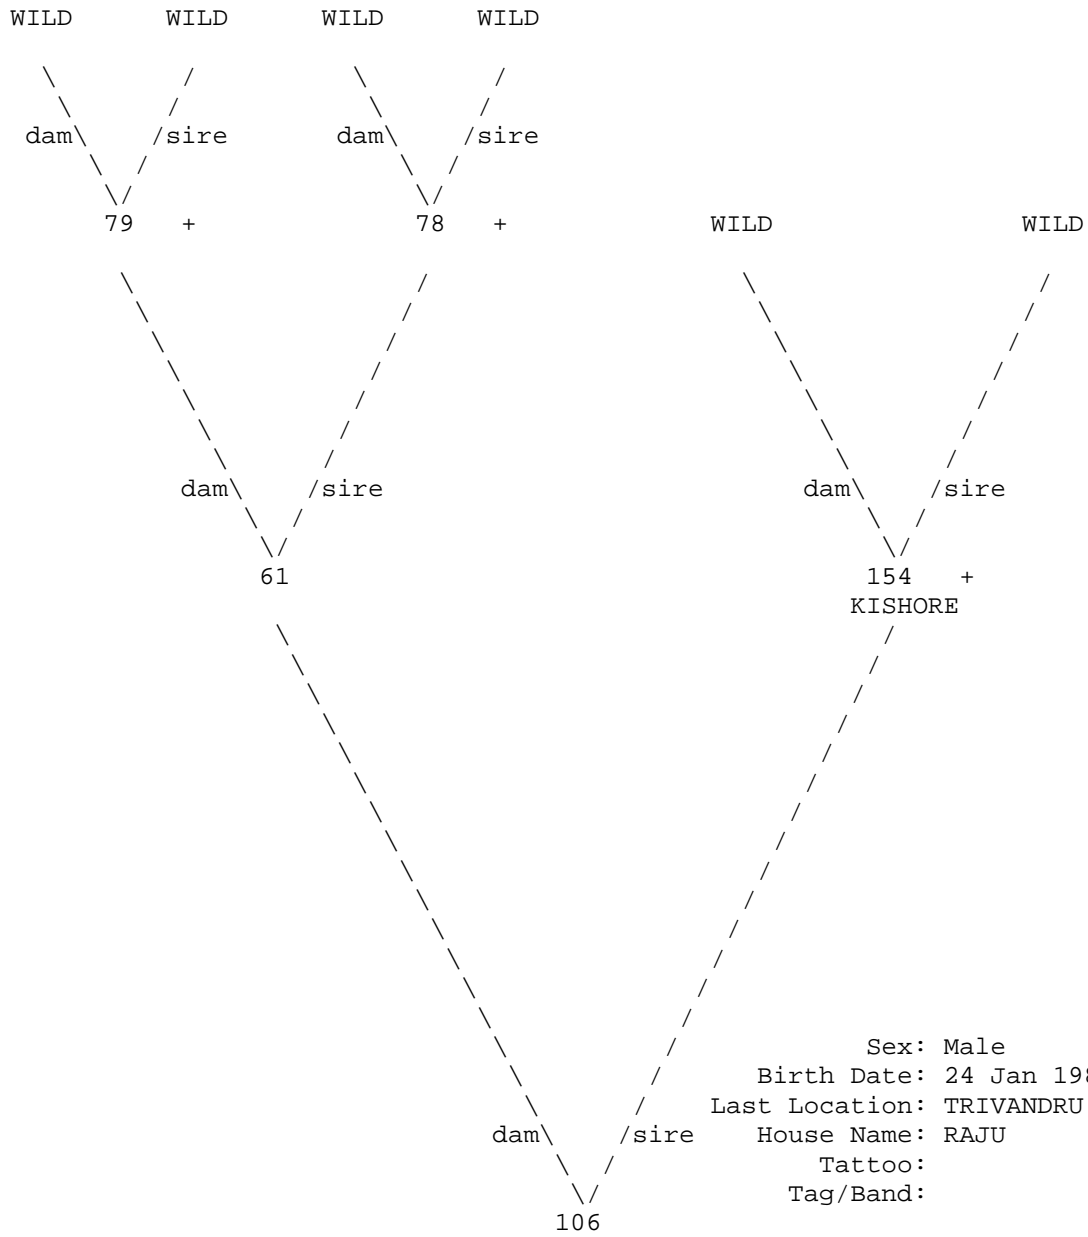 WILD WILD WILD WILD
dam /sire dam /sire
79 + 78 + WILD WILD
dam /sire dam /sire
61 154 +
KISHORE
Sex: Male
Birth Date: 24 Jan 198
Last Location: TRIVANDRU
dam /sire House Name: RAJU
Tattoo:
Tag/Band:
106